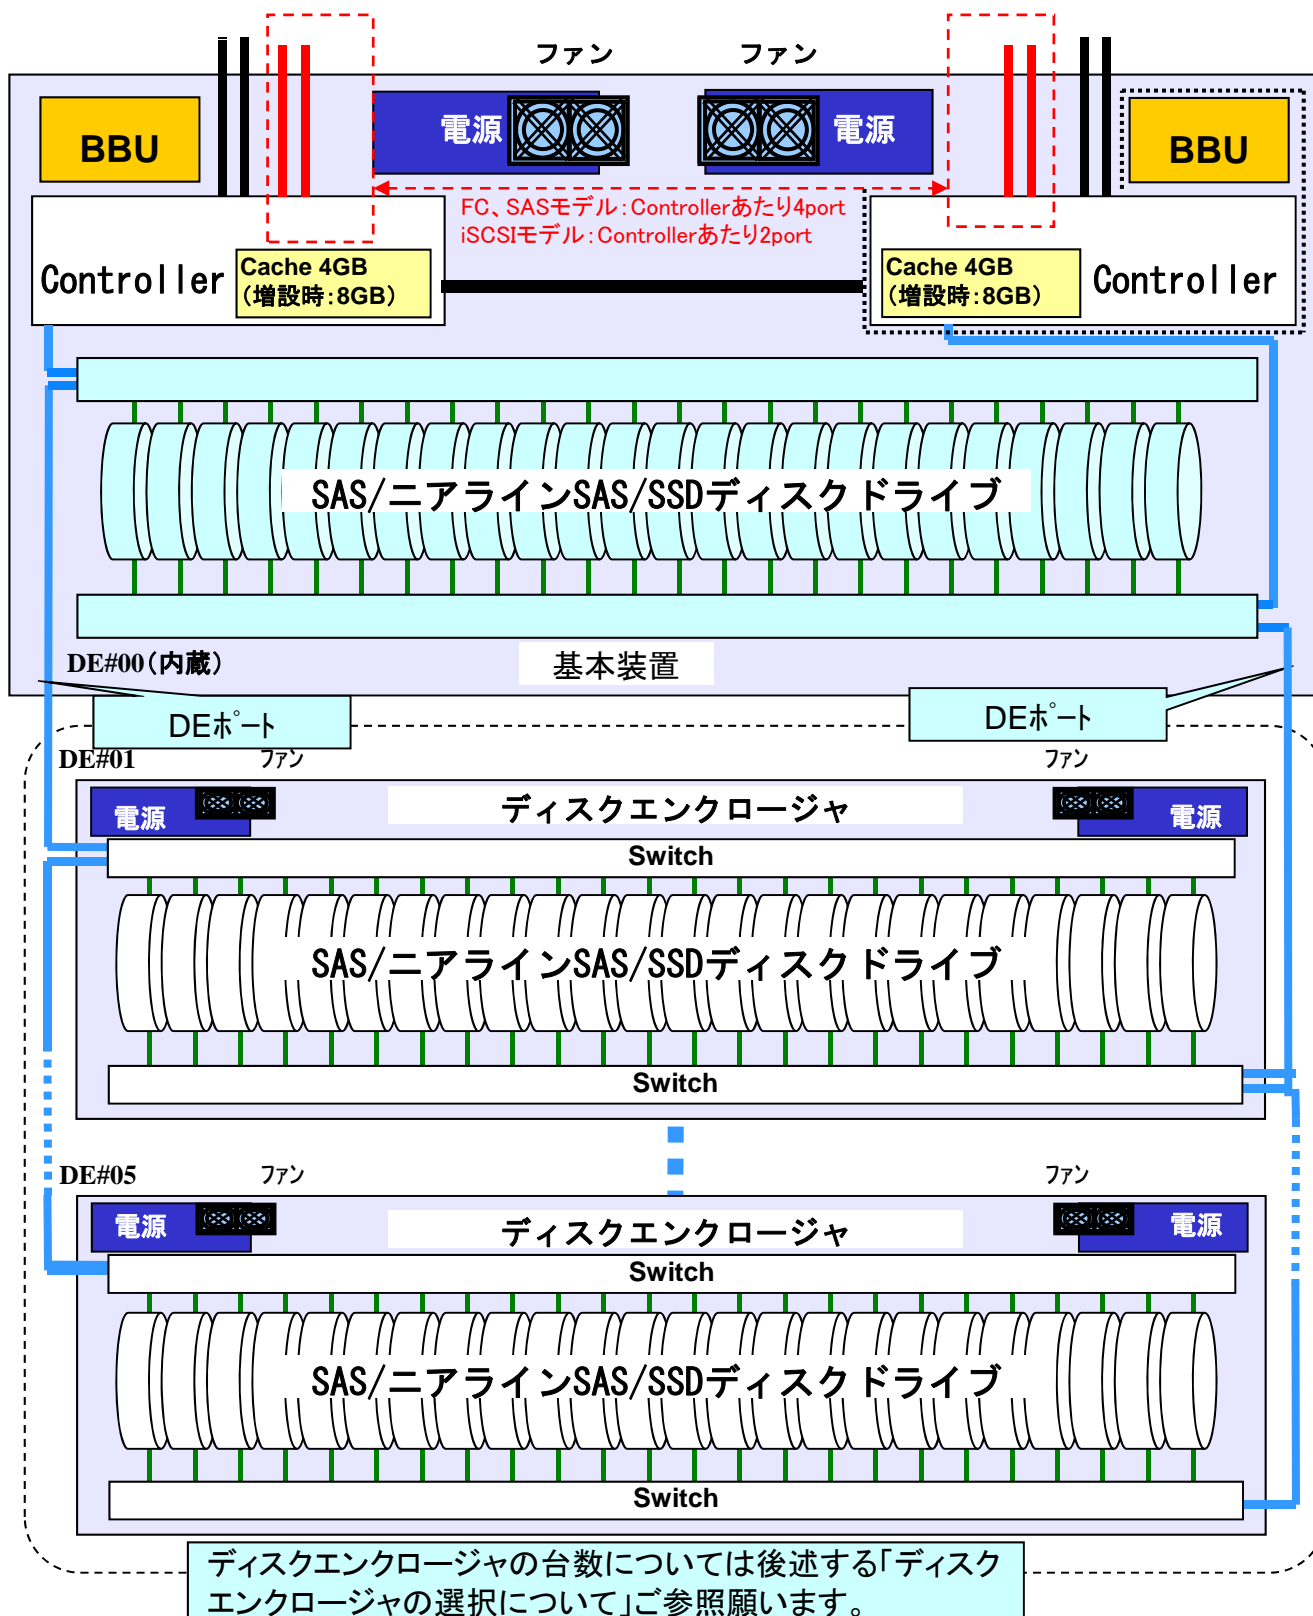 ファン
ファン
BBU
電源
電源
BBU
FC、SASモデル：Controllerあたり4port
iSCSIモデル：Controllerあたり2port
Controller
Cache 4GB
（増設時：8GB）
Cache 4GB
（増設時：8GB）
Controller
SAS/ニアラインSAS/SSDディスクドライブ
DE#00（内蔵）
基本装置
DEﾎﾟｰﾄ
DEﾎﾟｰﾄ
DE#01
ﾌｧﾝ
ﾌｧﾝ
電源
ディスクエンクロージャ
電源
Switch
SAS/ニアラインSAS/SSDディスクドライブ
Switch
DE#05
ﾌｧﾝ
ﾌｧﾝ
電源
ディスクエンクロージャ
電源
Switch
SAS/ニアラインSAS/SSDディスクドライブ
Switch
ディスクエンクロージャの台数については後述する「ディスク
エンクロージャの選択について」ご参照願います。